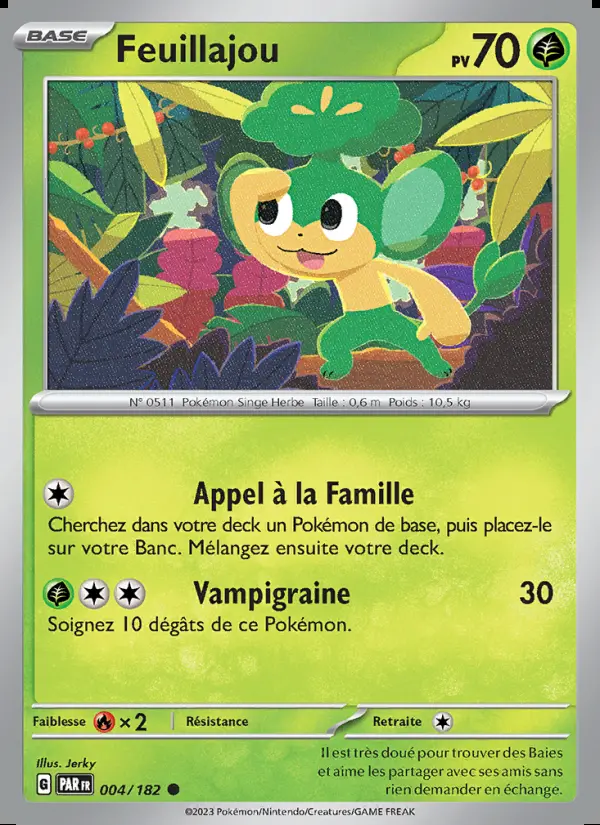 BASE
Feuillajou
PV 70
N° 0511 Pokémon Singe Herbe Taille : 0,6 m Poids : 10,5 kg
Appel à la Famille
Cherchez dans votre deck un Pokémon de base, puis placez-le
sur votre Banc. Mélangez ensuite votre deck.
Vampigraine 30
Soignez 10 dégâts de ce Pokémon.
Faiblesse ×2 Résistance Retraite
Illus. Jerky
G PAR FR 004/182
Il est très doué pour trouver des Baies
et aime les partager avec ses amis sans
rien demander en échange.
©2023 Pokémon/Nintendo/Creatures/GAME FREAK